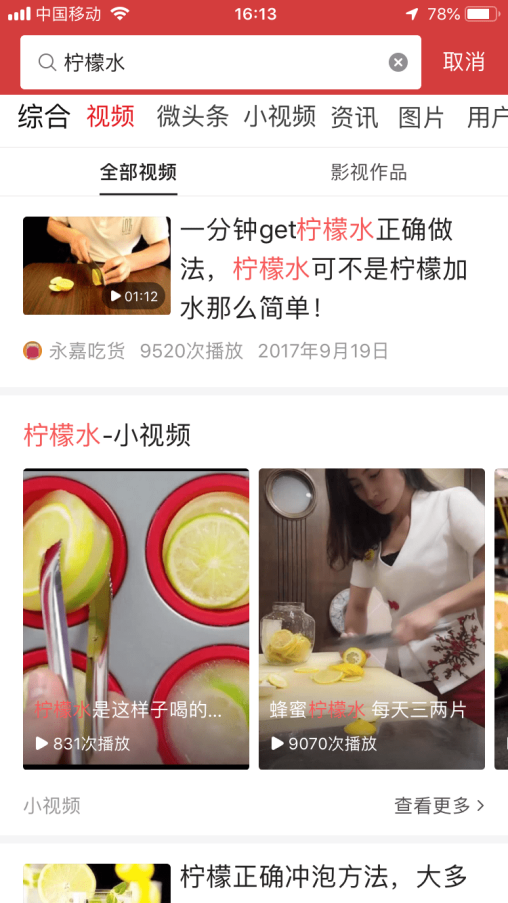 中国移动
16:13
78%
柠檬水
取消
综合 视频 微头条 小视频 资讯 图片 用户
全部视频 影视作品
01:12
一分钟get柠檬水正确做
法，柠檬水可不是柠檬加
水那么简单！
永嘉吃货 9520次播放 2017年9月19日
柠檬水-小视频
柠檬水是这样子喝的...
831次播放
蜂蜜柠檬水 每天三两片
9070次播放
小视频
查看更多
柠檬正确冲泡方法，大多